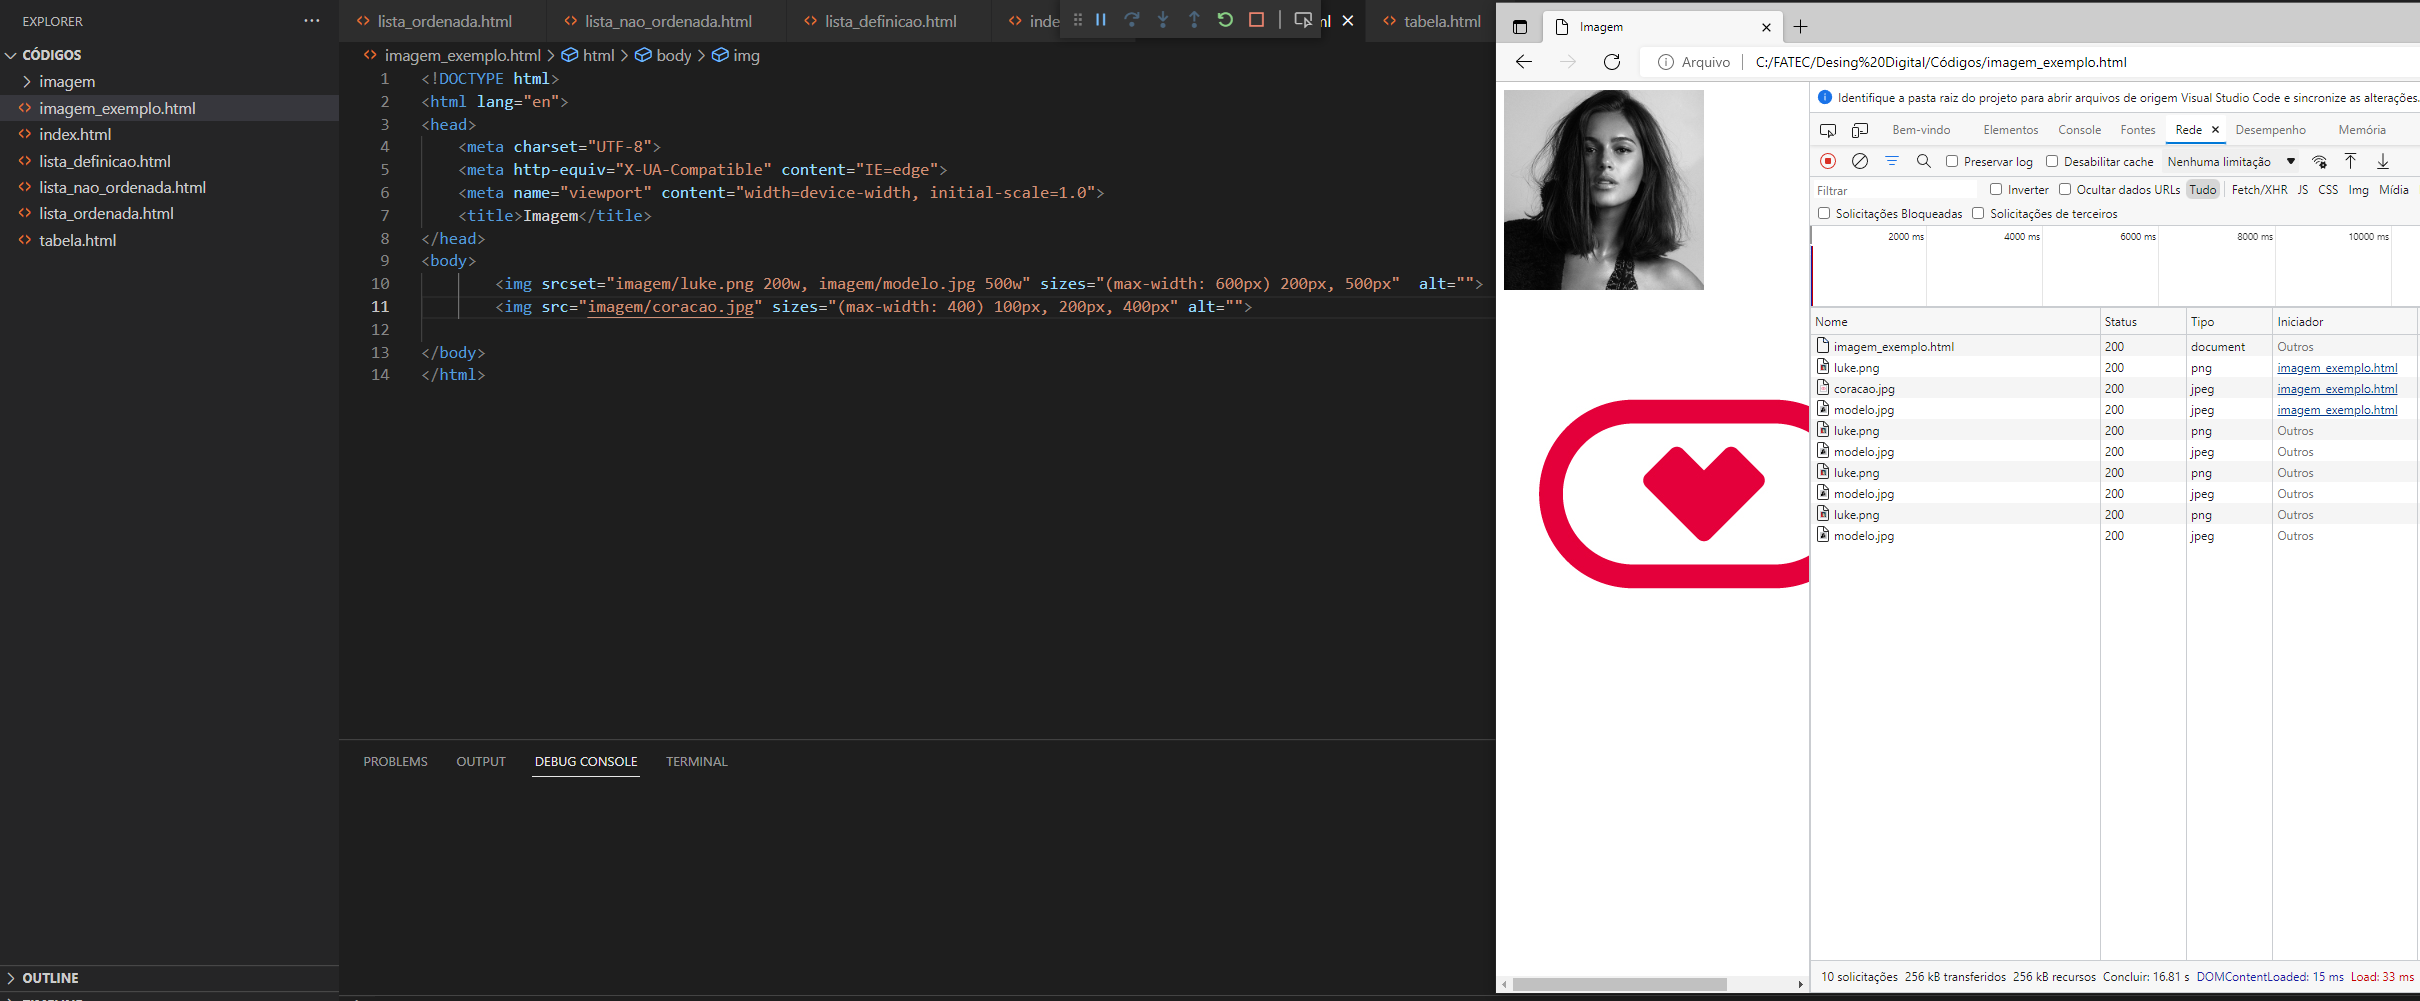 EXPLORER
CÓDIGOS
imagem
imagem_exemplo.html
index.html
lista_definicao.html
lista_nao_ordenada.html
lista_ordenada.html
tabela.html
OUTLINE
lista_ordenada.html
lista_nao_ordenada.html
lista_definicao.html
inde
nl
tabela.html
imagem_exemplo.html > html > body > img
1 <!DOCTYPE html>
2 <html lang="en">
3 <head>
4 <meta charset="UTF-8">
5 <meta http-equiv="X-UA-Compatible" content="IE=edge">
6 <meta name="viewport" content="width=device-width, initial-scale=1.0">
7 <title>Imagem</title>
8 </head>
9 <body>
10 <img srcset="imagem/luke.png 200w, imagem/modelo.jpg 500w" sizes="(max-width: 600px) 200px, 500px"  alt="">
11 <img src="imagem/coracao.jpg" sizes="(max-width: 400) 100px, 200px, 400px" alt="">
12
13 </body>
14 </html>
PROBLEMS OUTPUT DEBUG CONSOLE TERMINAL
Imagem
Arquivo C:/FATEC/Desing%20Digital/Códigos/imagem_exemplo.html
Identifique a pasta raiz do projeto para abrir arquivos de origem Visual Studio Code e sincronize as alterações.
Bem-vindo Elementos Console Fontes Rede Desempenho Memória
Preservar log Desabilitar cache Nenhuma limitação
Filtrar Inverter Ocultar dados URLs Tudo Fetch/XHR JS CSS Img Mídia
Solicitações Bloqueadas Solicitações de terceiros
2000 ms 4000 ms 6000 ms 8000 ms 10000 ms
Nome Status Tipo Iniciador
imagem_exemplo.html 200 document Outros
luke.png 200 png imagem_exemplo.html
coracao.jpg 200 jpeg imagem_exemplo.html
modelo.jpg 200 jpeg imagem_exemplo.html
luke.png 200 png Outros
modelo.jpg 200 jpeg Outros
luke.png 200 png Outros
modelo.jpg 200 jpeg Outros
luke.png 200 png Outros
modelo.jpg 200 jpeg Outros
10 solicitações 256 kB transferidos 256 kB recursos Concluir: 16.81 s DOMContentLoaded: 15 ms Load: 33 ms